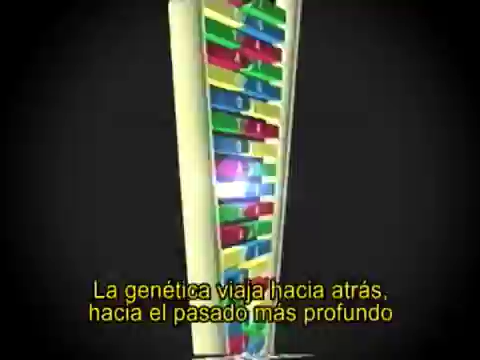 La genética viaja hacia atrás,
hacia el pasado más profundo